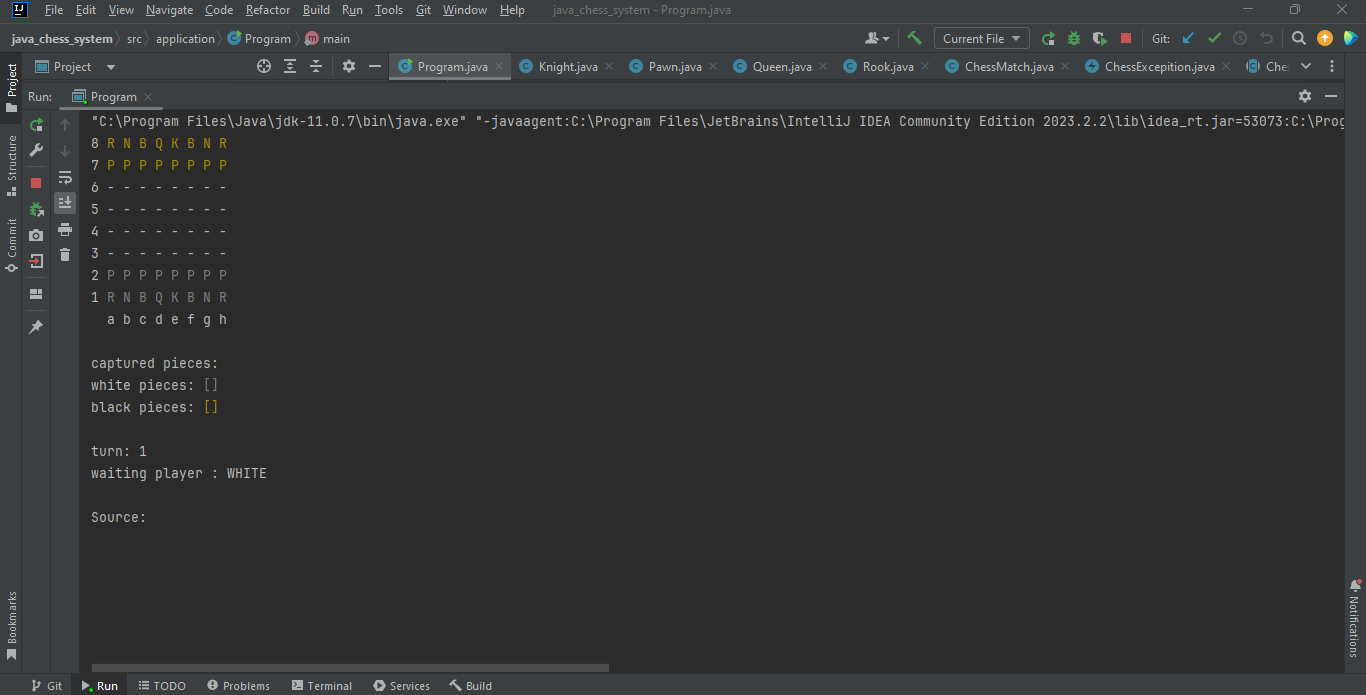 IJ File Edit View Navigate Code Refactor Build Run Tools Git Window Help java_chess_system - Program.java
java_chess_system src application Program main Current File Git:
Project Program.java Knight.java Pawn.java Queen.java Rook.java ChessMatch.java ChessExcepition.java Che
Run: Program
"C:\Program Files\Java\jdk-11.0.7\bin\java.exe" "-javaagent:C:\Program Files\JetBrains\IntelliJ IDEA Community Edition 2023.2.2\lib\idea_rt.jar=53073:C:\Prog
8 R N B Q K B N R
7 P P P P P P P P
6 - - - - - - - -
5 - - - - - - - -
4 - - - - - - - -
3 - - - - - - - -
2 P P P P P P P P
1 R N B Q K B N R
a b c d e f g h
captured pieces:
white pieces: []
black pieces: []
turn: 1
waiting player : WHITE
Source:
Project
Structure
Commit
Bookmarks
Notifications
Git Run TODO Problems Terminal Services Build